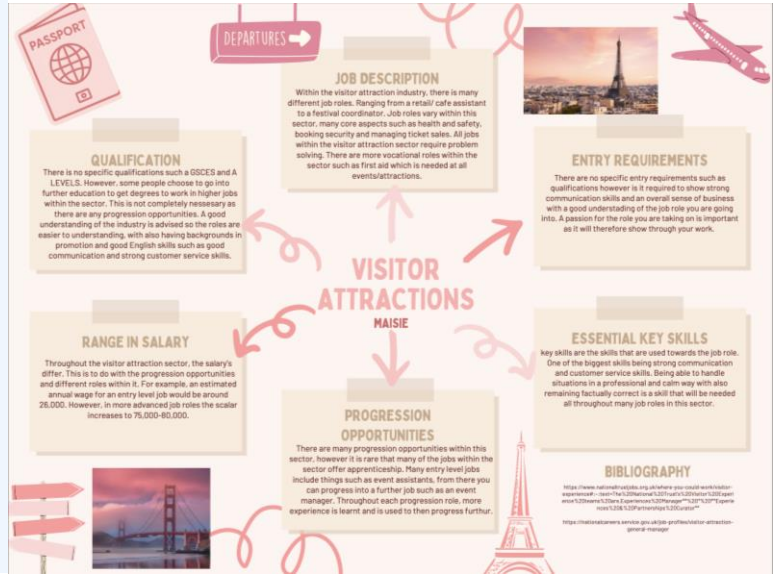 PASSPORT
DEPARTURES
JOB DESCRIPTION
Within the visitor attraction industry, there is many
different job roles. Ranging from a retail/ cafe assistant
to a festival coordinator. Job roles vary within this
sector, many core aspects such as health and safety,
booking security and managing ticket sales. All jobs
within the visitor attraction sector require problem
solving. There are more vocational roles within the
sector such as first aid which is needed at all
events/attractions.
QUALIFICATION
There is no specific qualifications such a GSCES and A
LEVELS. However, some people choose to go into
further education to get degrees to work in higher jobs
within the sector. This is not completely nessesary as
there are any progression opportunities. A good
understanding of the industry is advised so the roles are
easier to understanding, with also having backgrounds in
promotion and good English skills such as good
communication and strong customer service skills.
ENTRY REQUIREMENTS
There are no specific entry requirements such as
qualifications however is it required to show strong
communication skills and an overall sense of business
with a good understading of the job role you are going
into. A passion for the role you are taking on is important
as it will therefore show through your work.
VISITOR
ATTRACTIONS
MAISIE
RANGE IN SALARY
Throughout the visitor attraction sector, the salary's
differ. This is to do with the progression opportunities
and different roles within it. For example, an estimated
annual wage for an entry level job would be around
26,000. However, in more advanced job roles the scalar
increases to 75,000-80,000.
ESSENTIAL KEY SKILLS
key skills are the skills that are used towards the job role.
One of the biggest skills being strong communication
and customer service skills. Being able to handle
situations in a professional and calm way with also
remaining factually correct is a skill that will be needed
all throughout many job roles in this sector.
PROGRESSION
OPPORTUNITIES
There are many progression opportunities within this
sector, however it is rare that many of the jobs within the
sector offer apprenticeship. Many entry level jobs
include things such as event assistants, from there you
can progress into a further job such as an event
manager. Throughout each progression role, more
experience is learnt and is used to then progress furthur.
BIBLIOGRAPHY
https://www.nationaltrustjobs.org.uk/where-you-could-work/visitor-
https://nationalcareers.service.gov.uk/job-profiles/visitor-attraction-
general-manager